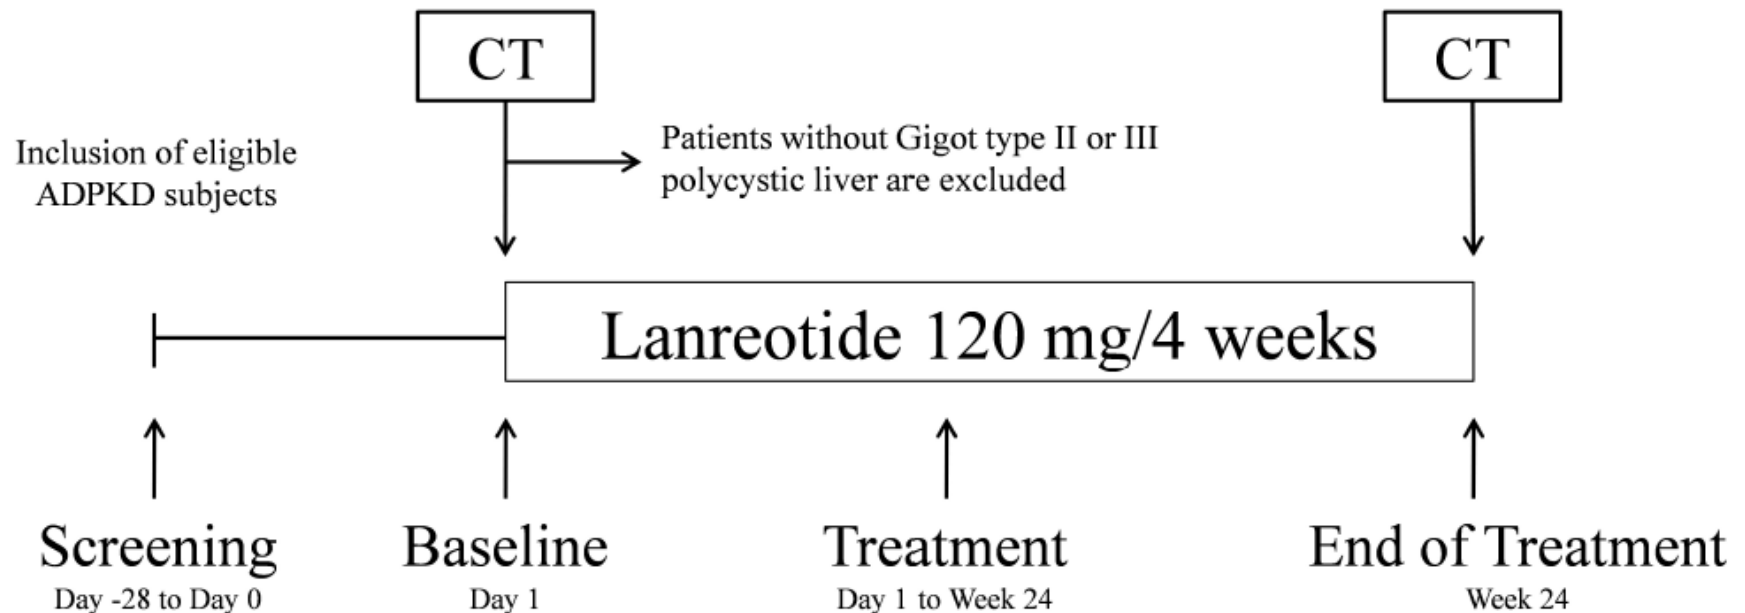 CT
CT
Inclusion of eligible
ADPKD subjects
Patients without Gigot type II or III
polycystic liver are excluded
Lanreotide 120 mg/4 weeks
Screening
Day -28 to Day 0
Baseline
Day 1
Treatment
Day 1 to Week 24
End of Treatment
Week 24